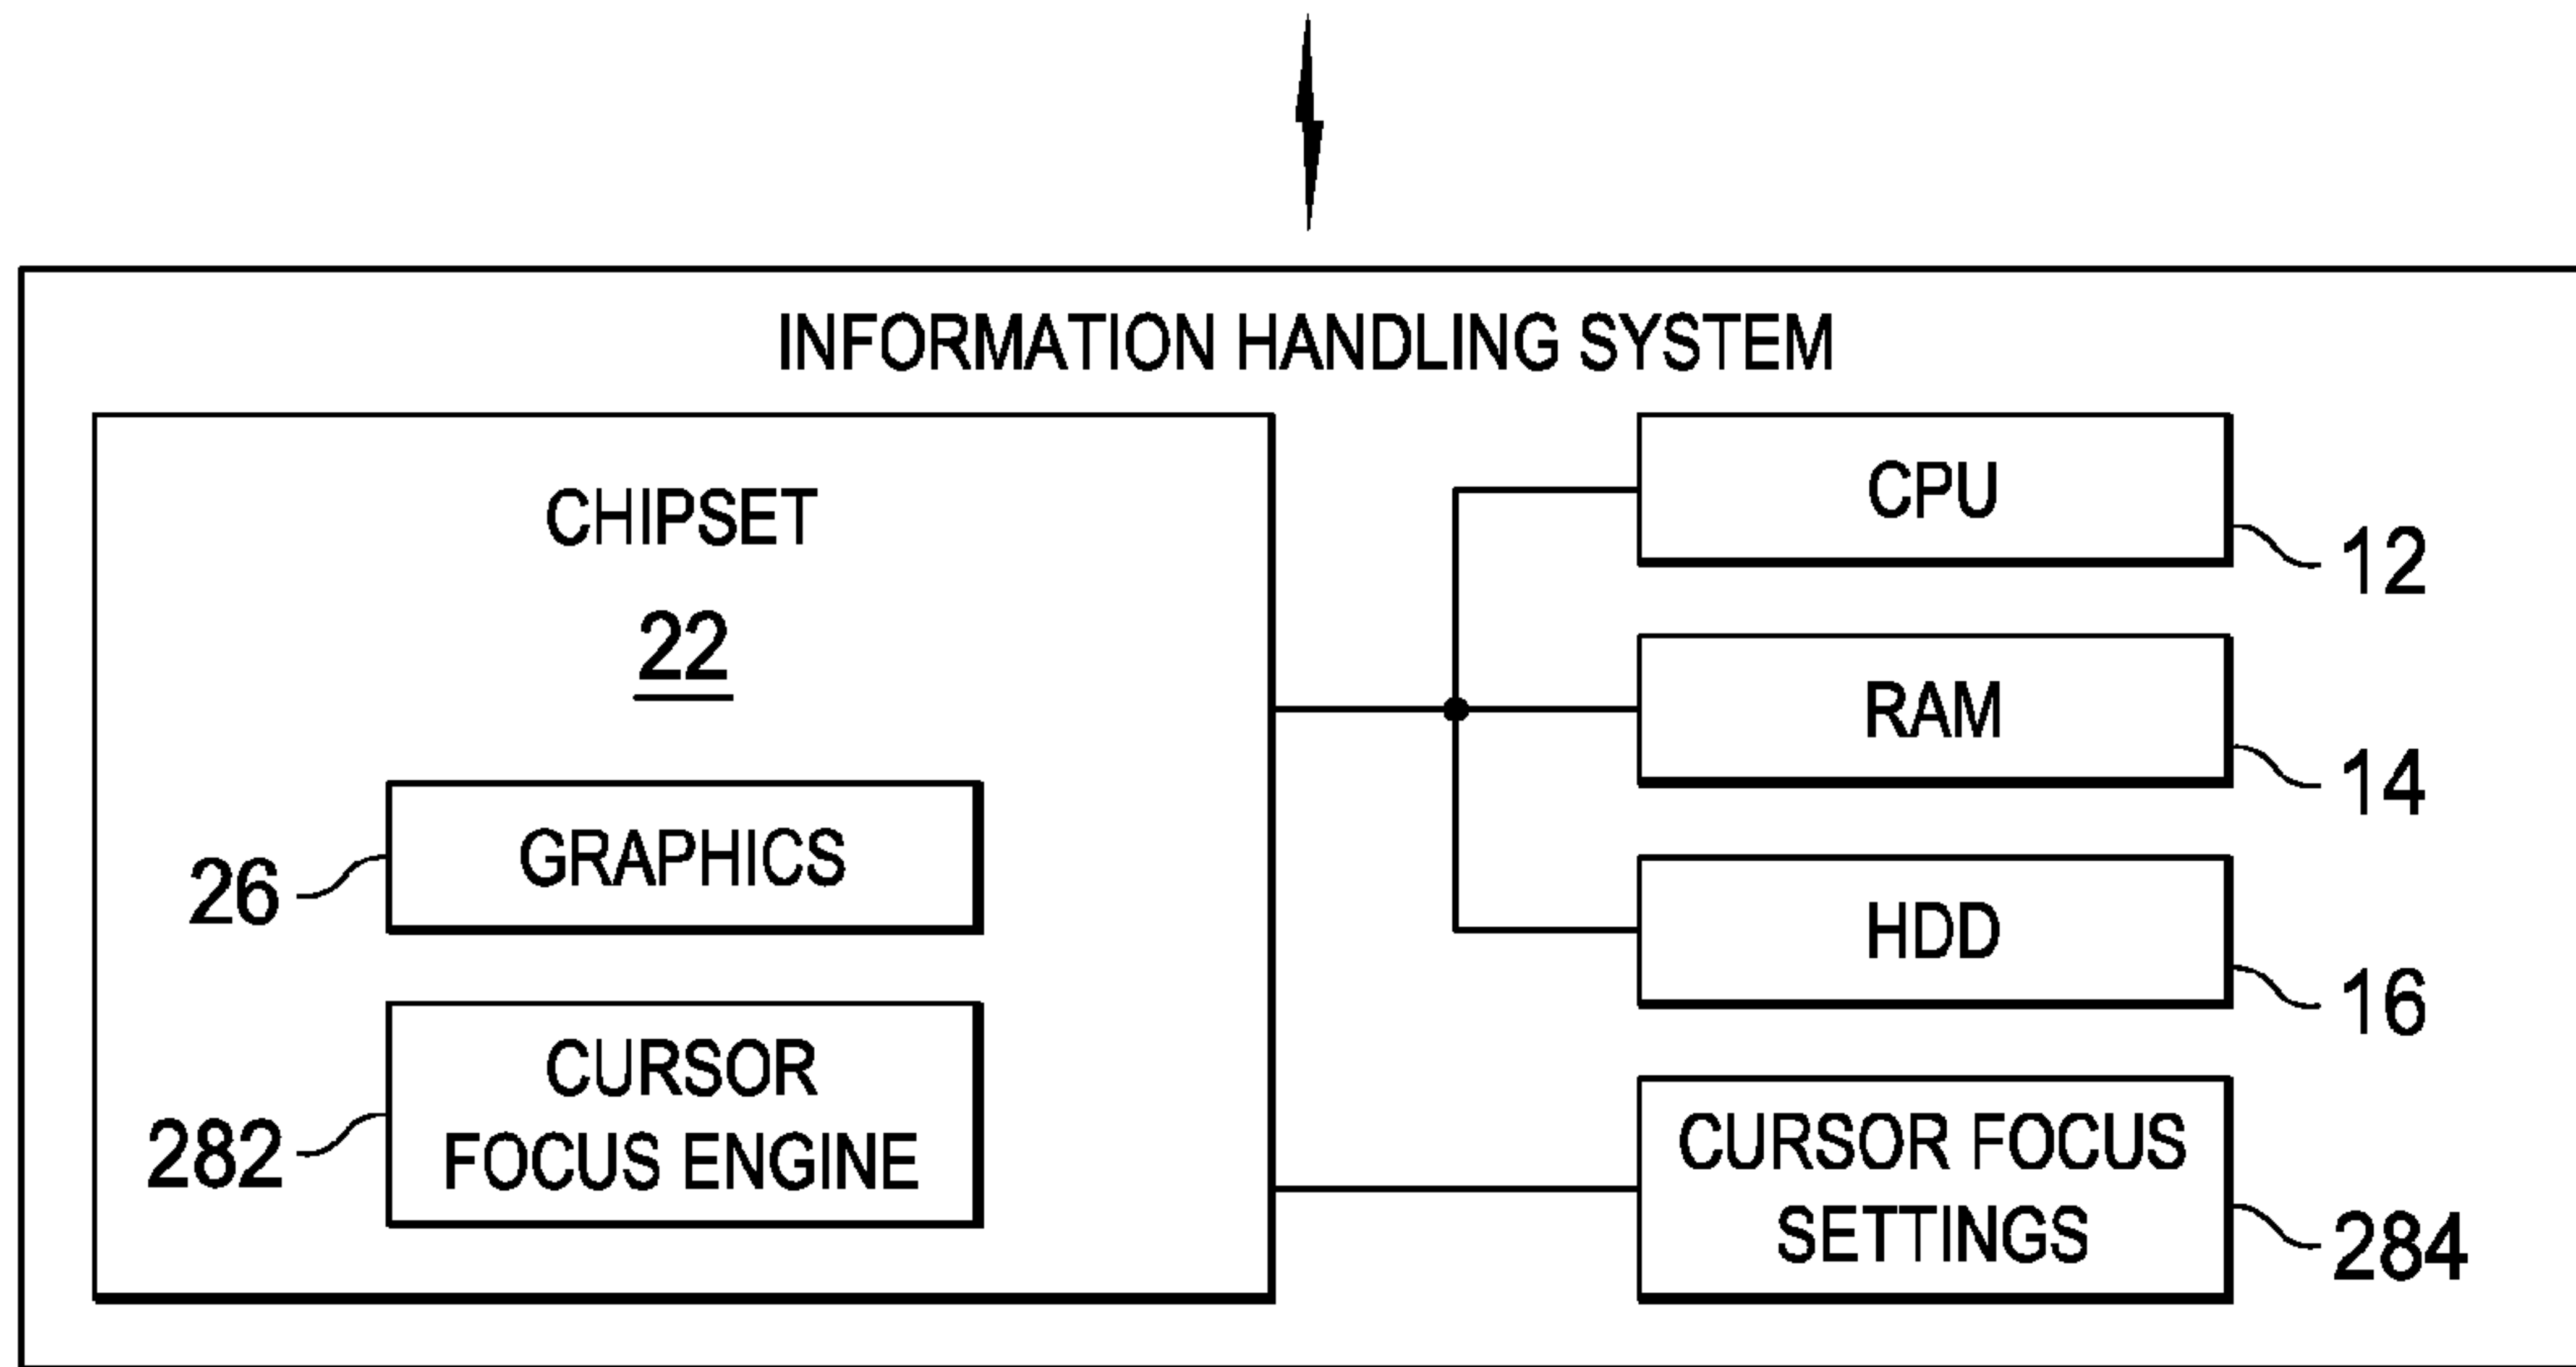 INFORMATION HANDLING SYSTEM
CHIPSET
22
GRAPHICS
26
CURSOR
FOCUS ENGINE
282
CPU
12
RAM
14
HDD
16
CURSOR FOCUS
SETTINGS
284